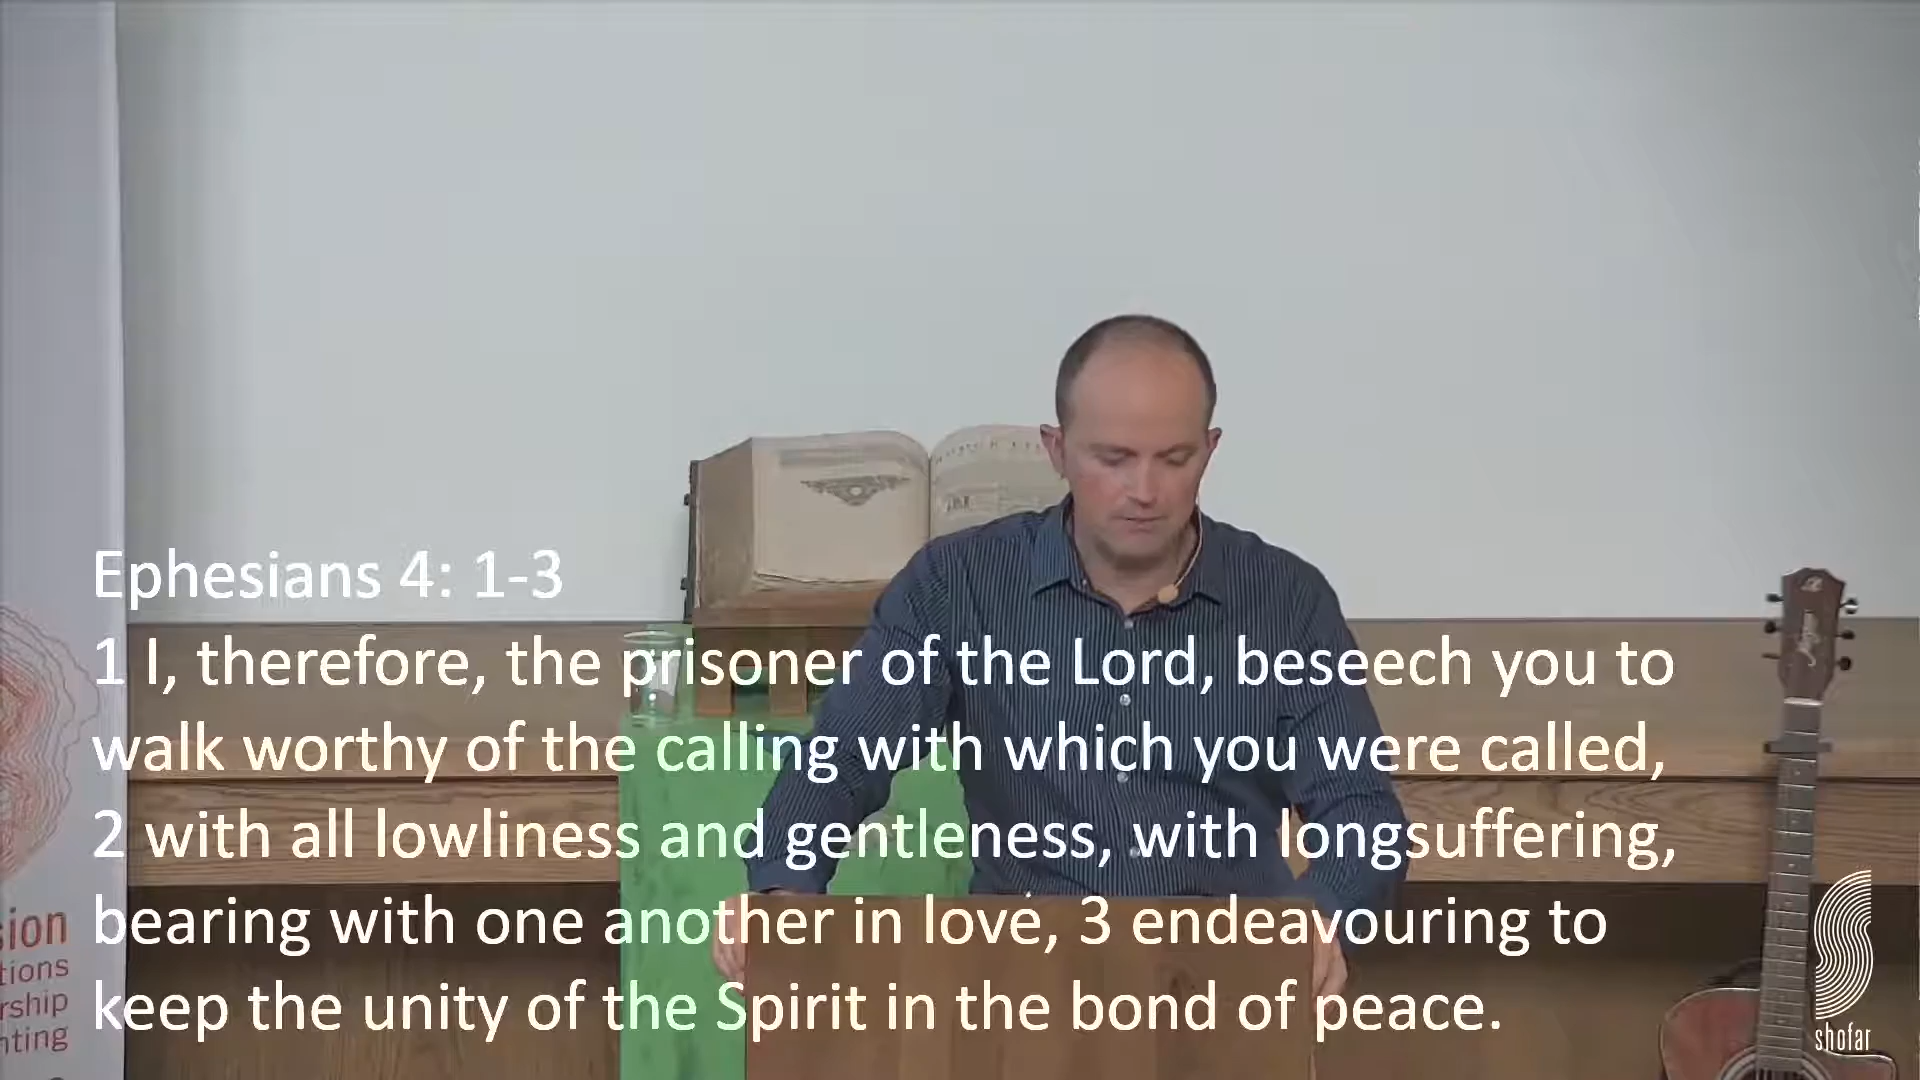 Ephesians 4: 1-3
1 I, therefore, the prisoner of the Lord, beseech you to
walk worthy of the calling with which you were called,
2 with all lowliness and gentleness, with longsuffering,
bearing with one another in love, 3 endeavouring to
keep the unity of the Spirit in the bond of peace.
sion
tions
rship
nting
shofar